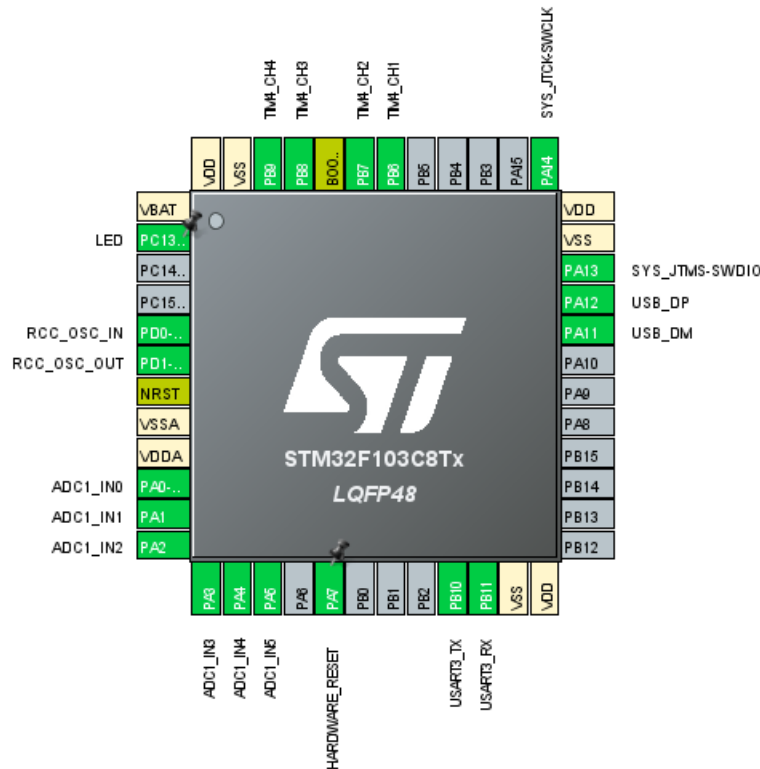 TIM4_CH4
TIM4_CH3
TIM4_CH2
TIM4_CH1
SYS_JTCK-SWCLK
VDD
VSS
PB9
PB8
BOO..
PB7
PB6
PB5
PB4
PB3
PA15
PA14
VBAT
LED PC13..
PC14..
PC15..
RCC_OSC_IN PD0-..
RCC_OSC_OUT PD1-..
NRST
VSSA
VDDA
ADC1_IN0 PA0-..
ADC1_IN1 PA1
ADC1_IN2 PA2
ST
STM32F103C8Tx
LQFP48
VDD
VSS
PA13 SYS_JTMS-SWDIO
PA12 USB_DP
PA11 USB_DM
PA10
PA9
PA8
PB15
PB14
PB13
PB12
PA3
PA4
PA5
PA6
PA7
PB0
PB1
PB2
PB10
PB11
VSS
VDD
ADC1_IN3
ADC1_IN4
ADC1_IN5
HARDWARE_RESET
USART3_TX
USART3_RX